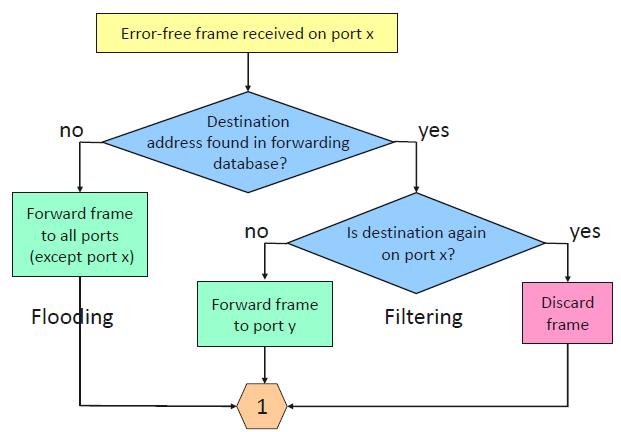 Error-free frame received on port x
Destination
address found in forwarding
database?
no
yes
Forward frame
to all ports
(except port x)
Is destination again
on port x?
no
yes
Flooding
Forward frame
to port y
Filtering
Discard
frame
1